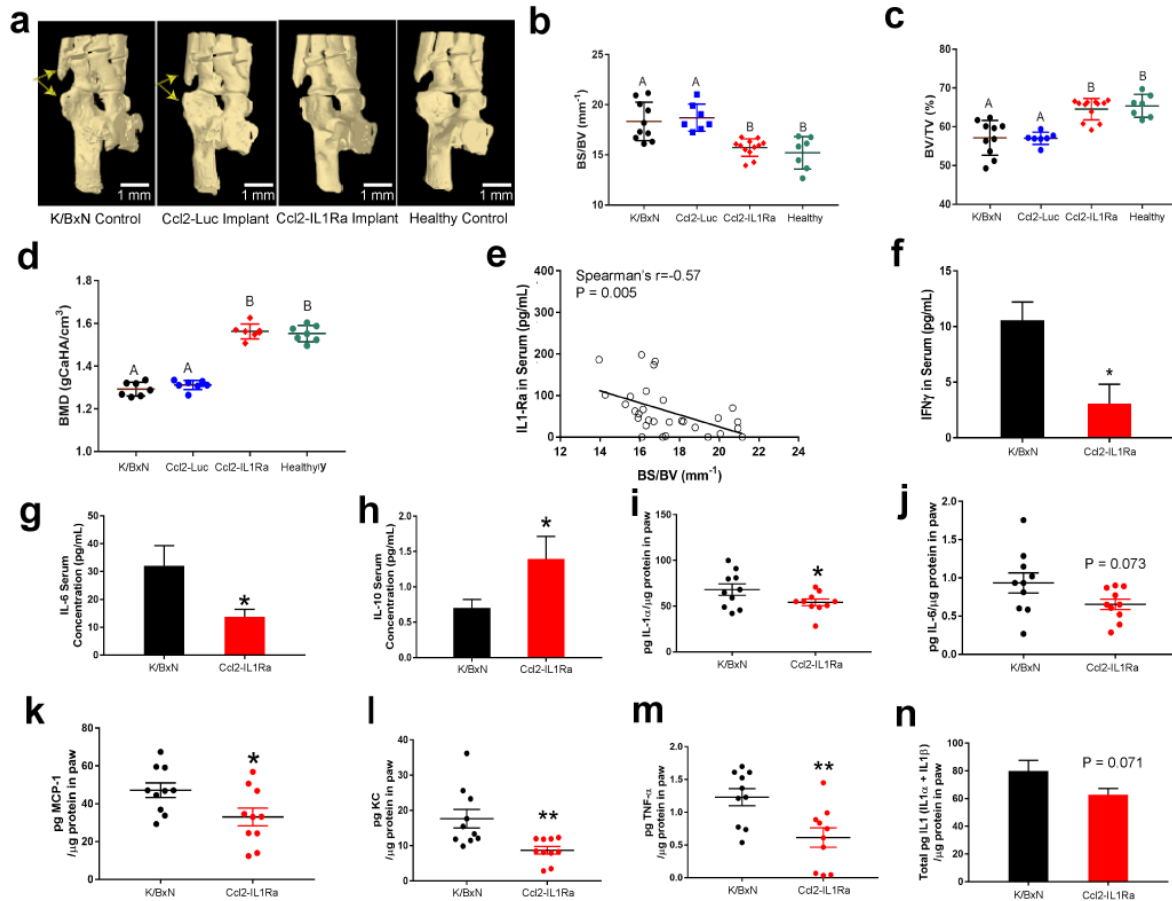 a
1 mm
1 mm
1 mm
1 mm
K/BxN Control
Ccl2-Luc Implant
Ccl2-IL1Ra Implant
Healthy Control
b
BS/BV (mm-1)
25
20
15
10
A
A
B
B
K/BxN
Ccl2-Luc
Ccl2-IL1Ra
Healthy
c
BV/TV
(%)
80
70
60
50
40
A
A
B
B
K/BxN
Ccl2-Luc
Ccl2-IL1Ra
Healthy
d
BMD (gCaHA/cm3)
1.8
1.6
1.4
1.2
1.0
A
A
B
B
K/BxN
Ccl2-Luc
Ccl2-IL1Ra
Healthyy
e
IL1-Ra in Serum (pg/mL)
400
300
200
100
0
Spearman's r=-0.57
P = 0.005
12
14
16
18
20
22
24
BS/BV (mm-1)
f
IFNγ in Serum (pg/mL)
15
10
5
0
*
K/BxN
Ccl2-IL1Ra
g
IL-6 Serum
Concentration (pg/mL)
60
50
40
30
20
10
0
*
K/BxN
Ccl2-IL1Ra
h
IL-10 Serum
Concentration (pg/mL)
2.0
1.5
1.0
0.5
0.0
*
K/BxN
Ccl2-IL1Ra
i
pg IL-1α/μg protein in paw
150
100
50
0
*
K/BxN
Ccl2-IL1Ra
j
pg IL-6/μg protein in paw
2.0
1.5
1.0
0.5
0.0
P = 0.073
K/BxN
Ccl2-IL1Ra
k
pg MCP-1
/μg protein in paw
80
60
40
20
0
*
K/BxN
Ccl2-IL1Ra
l
pg KC
/μg protein in paw
40
30
20
10
0
**
K/BxN
Ccl2-IL1Ra
m
pg TNF-α
/μg protein in paw
2.0
1.5
1.0
0.5
0.0
**
K/BxN
Ccl2-IL1Ra
n
Total pg IL1 (IL1α + IL1β)
/μg protein in paw
100
80
60
40
20
0
P = 0.071
K/BxN
Ccl2-IL1Ra